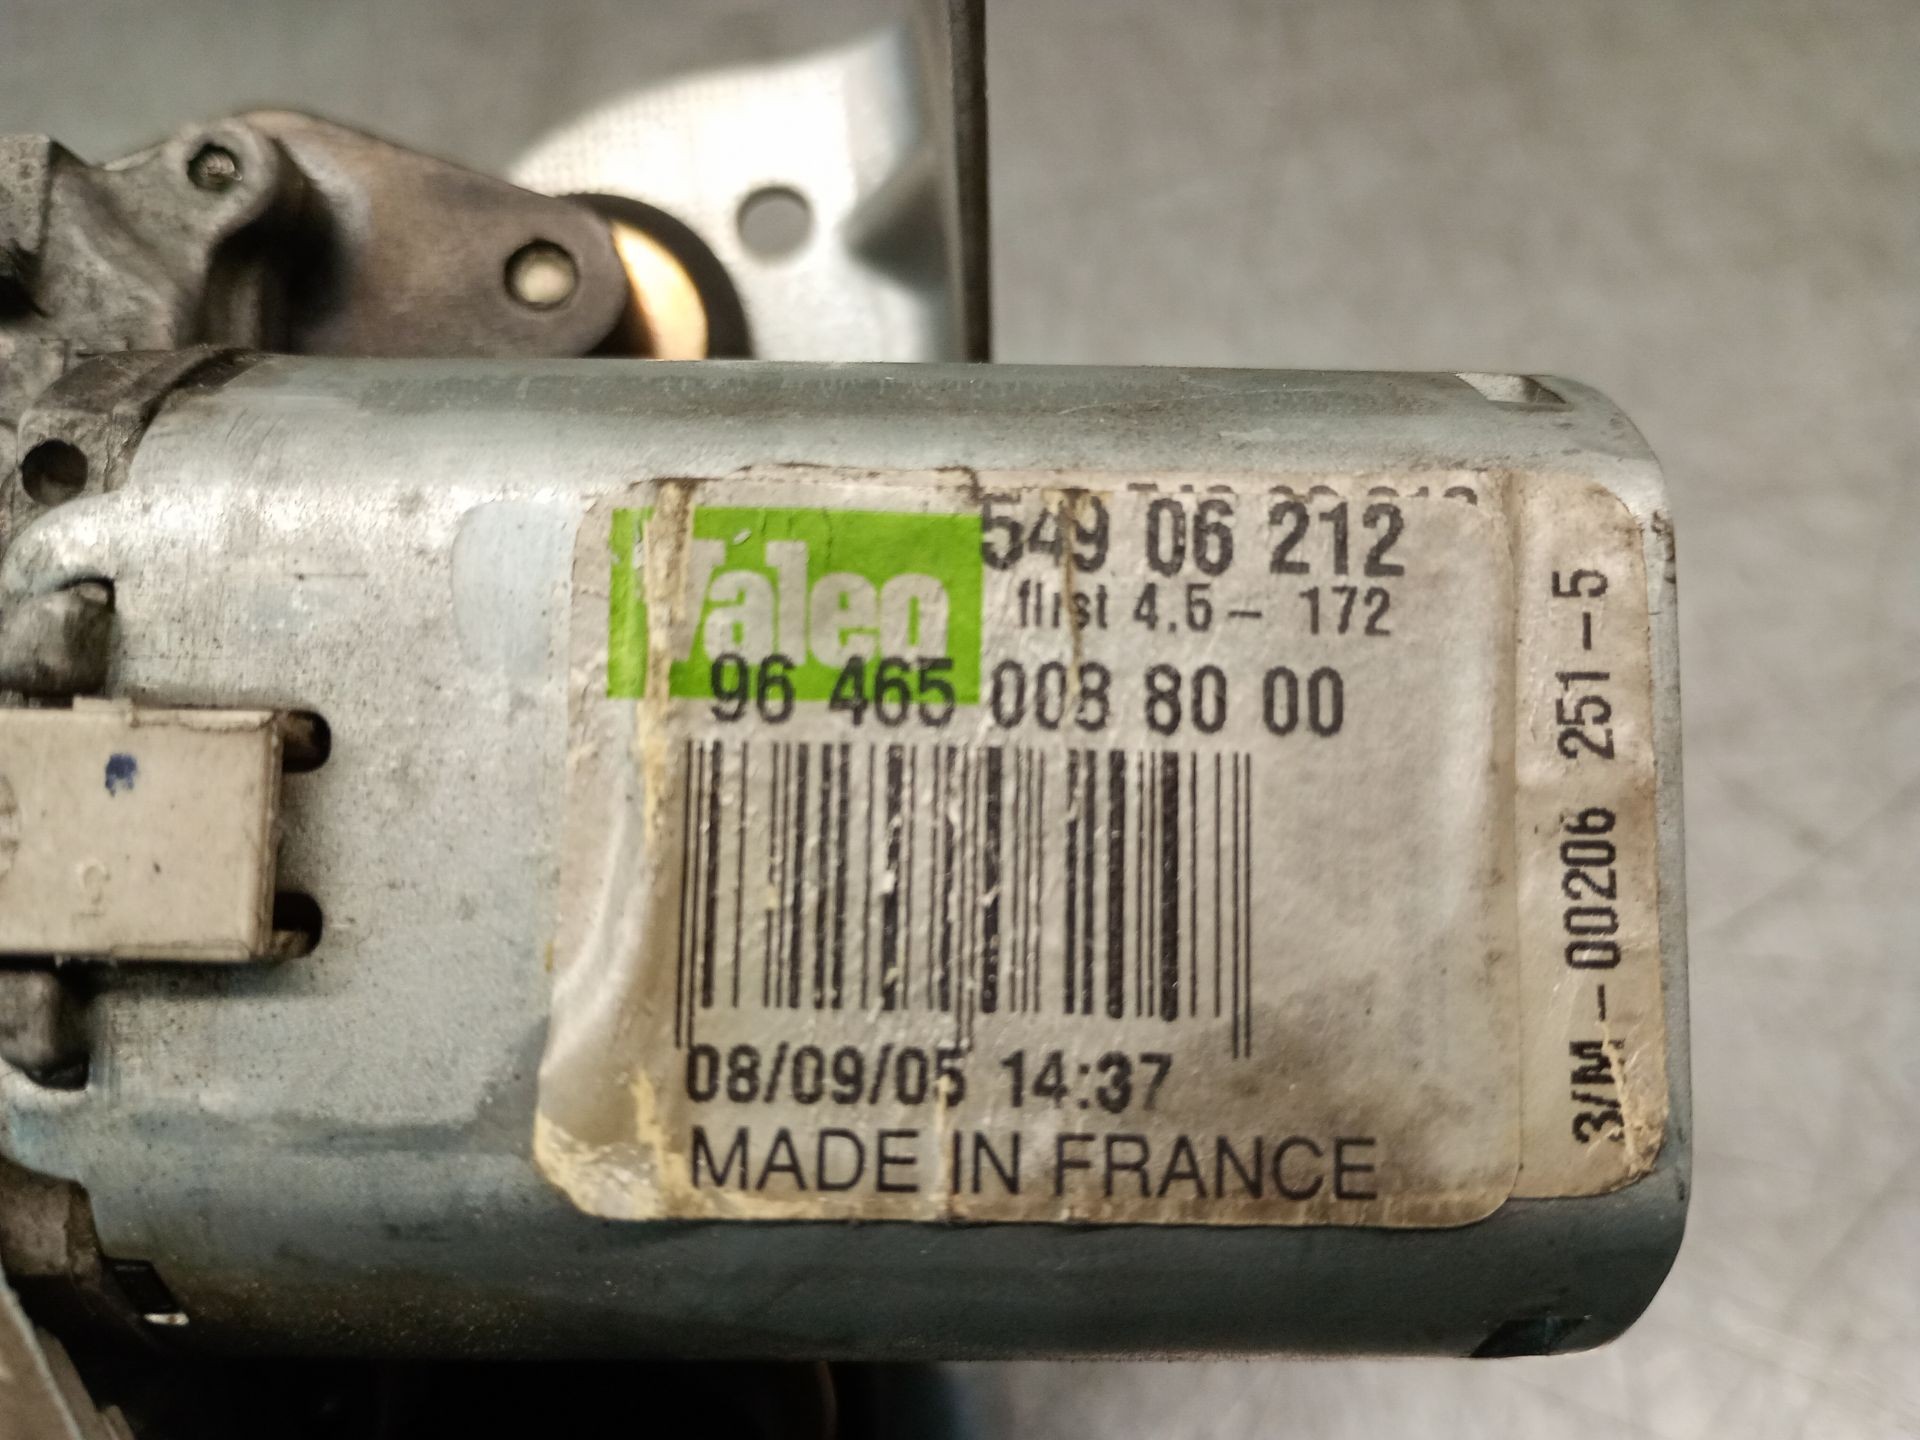 Valeo
549 06 212
first 4.5 - 172
96 465 008 80 00
08/09/05 14:37
MADE IN FRANCE
3/M - 00206 251-5